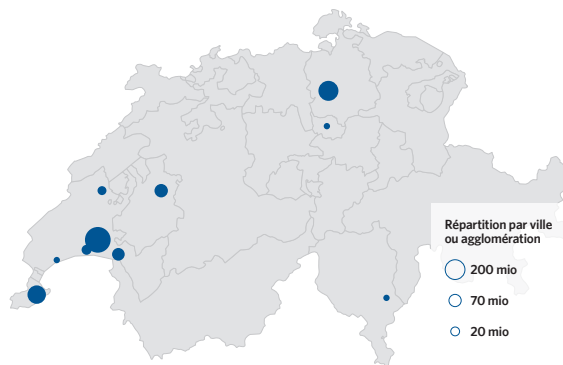 Répartition par ville
ou agglomération
200 mio
70 mio
20 mio